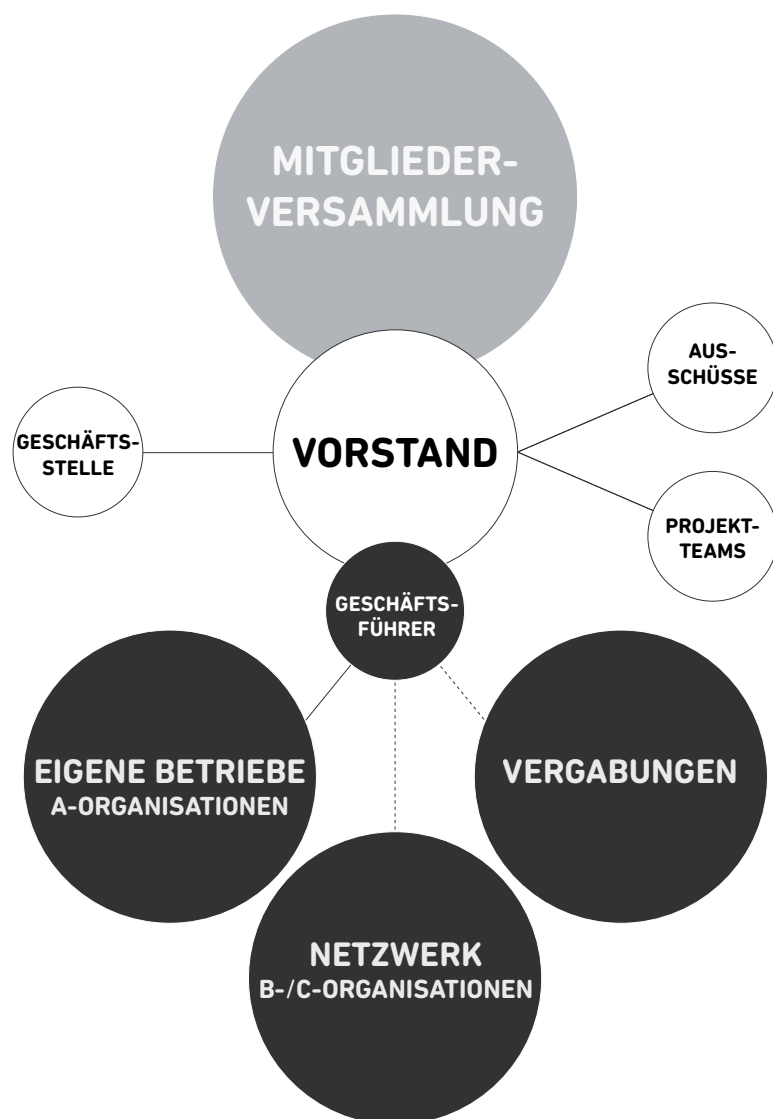 MITGLIEDER-
VERSAMMLUNG
AUS-
SCHÜSSE
GESCHÄFTS-
STELLE
VORSTAND
PROJEKT-
TEAMS
GESCHÄFTS-
FÜHRER
EIGENE BETRIEBE
A-ORGANISATIONEN
VERGABUNGEN
NETZWERK
B-/C-ORGANISATIONEN